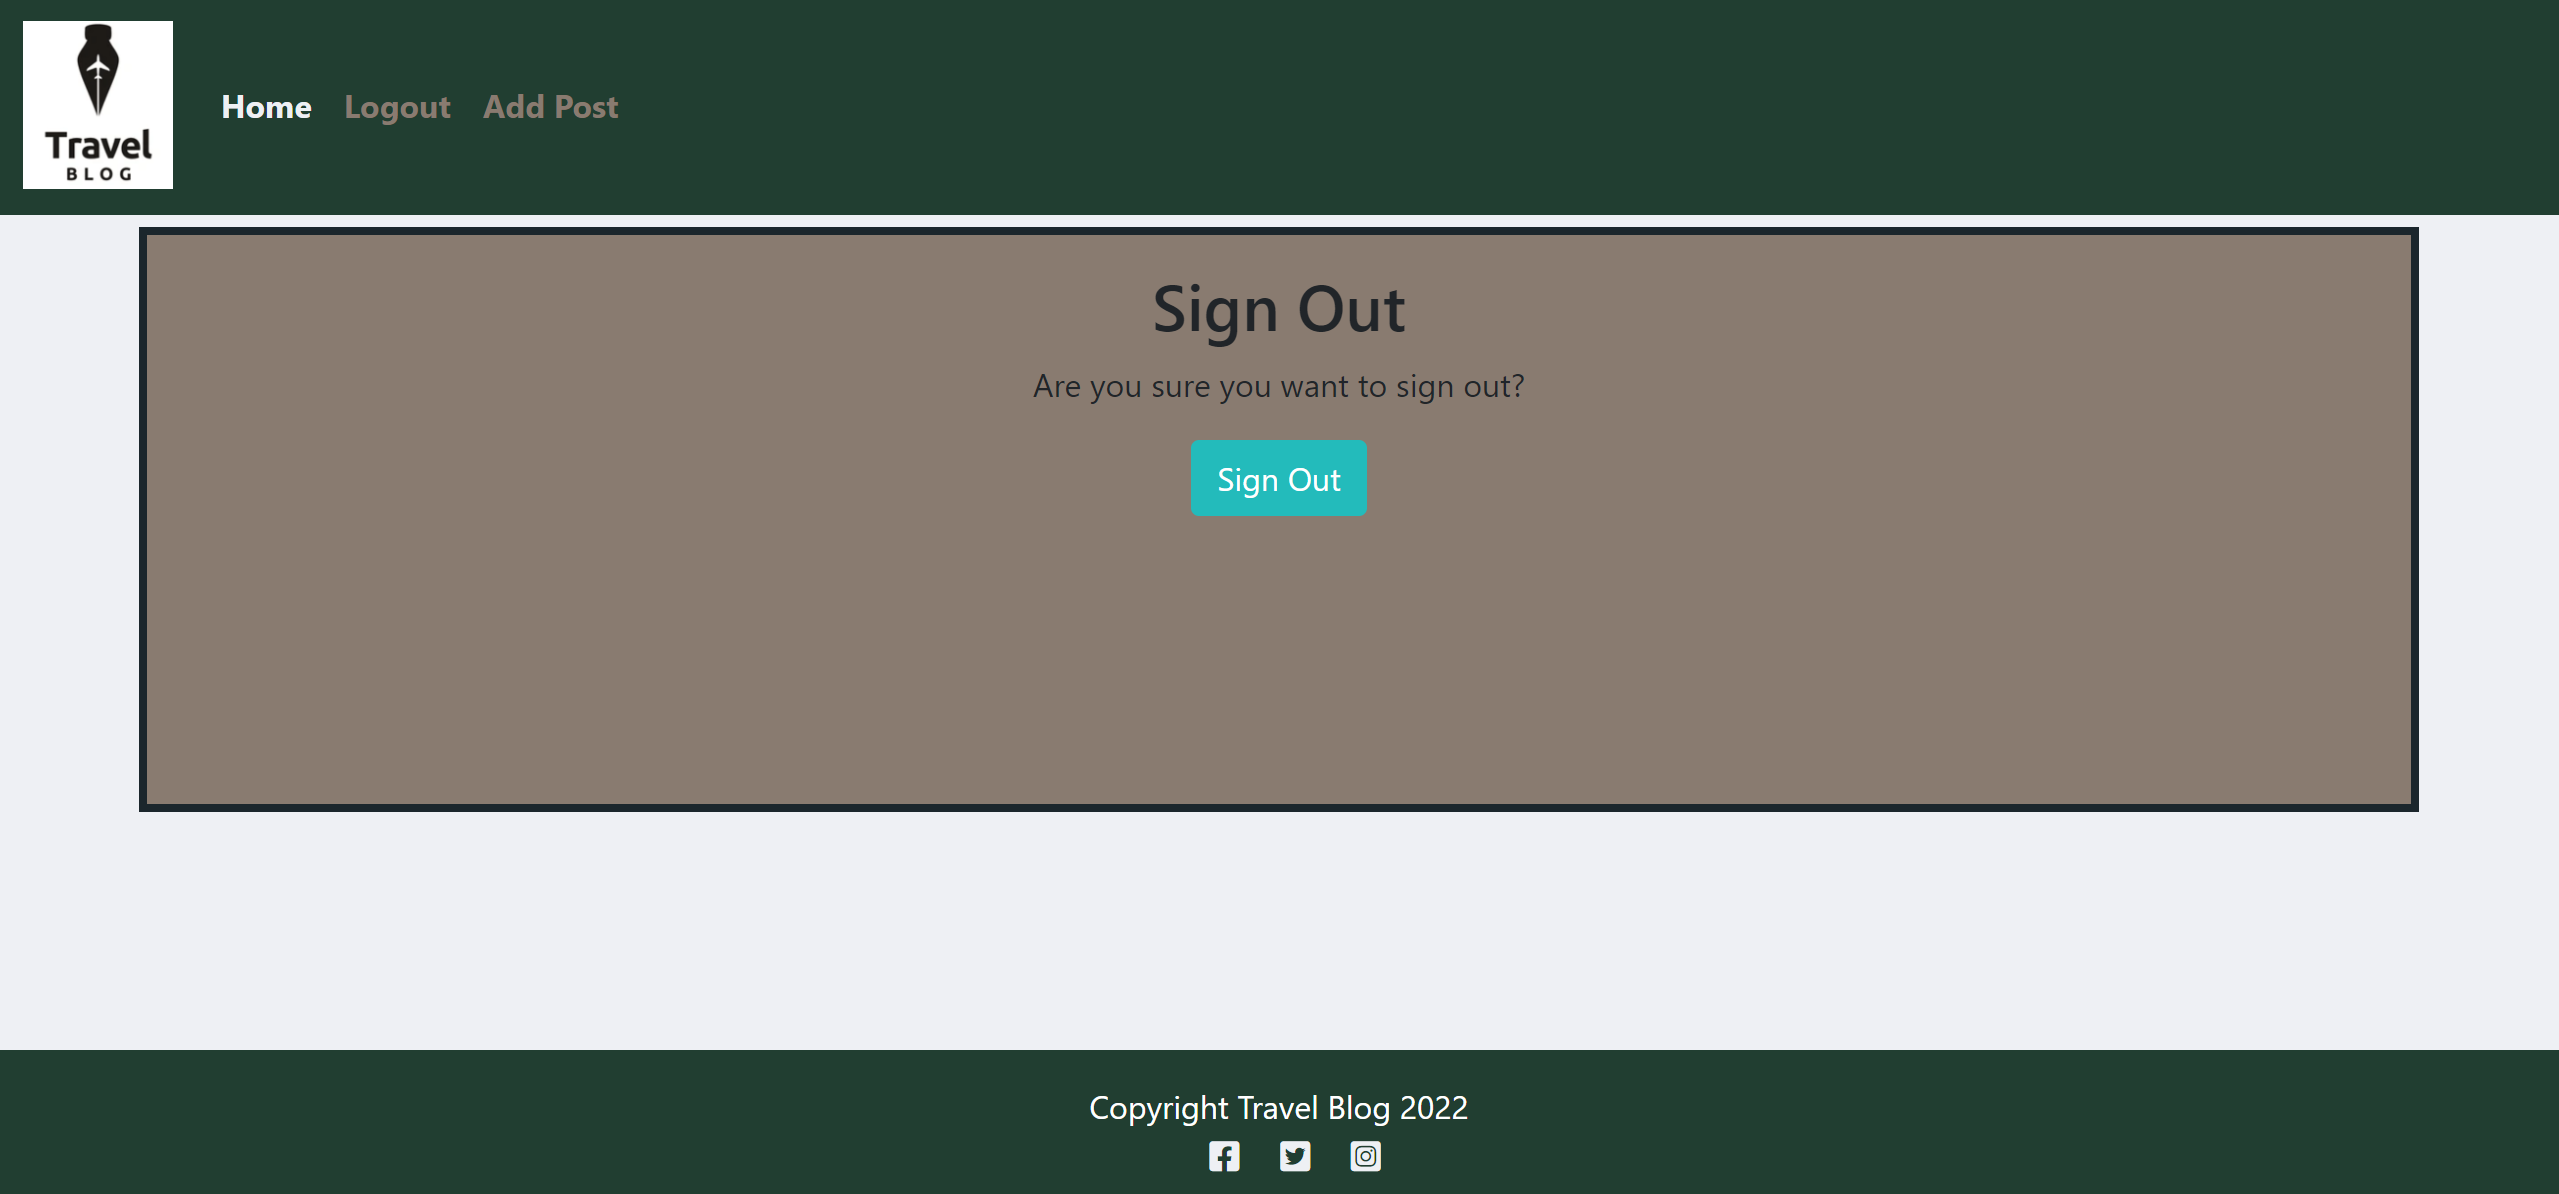 Travel
BLOG
Home Logout Add Post
Sign Out
Are you sure you want to sign out?
Sign Out
Copyright Travel Blog 2022